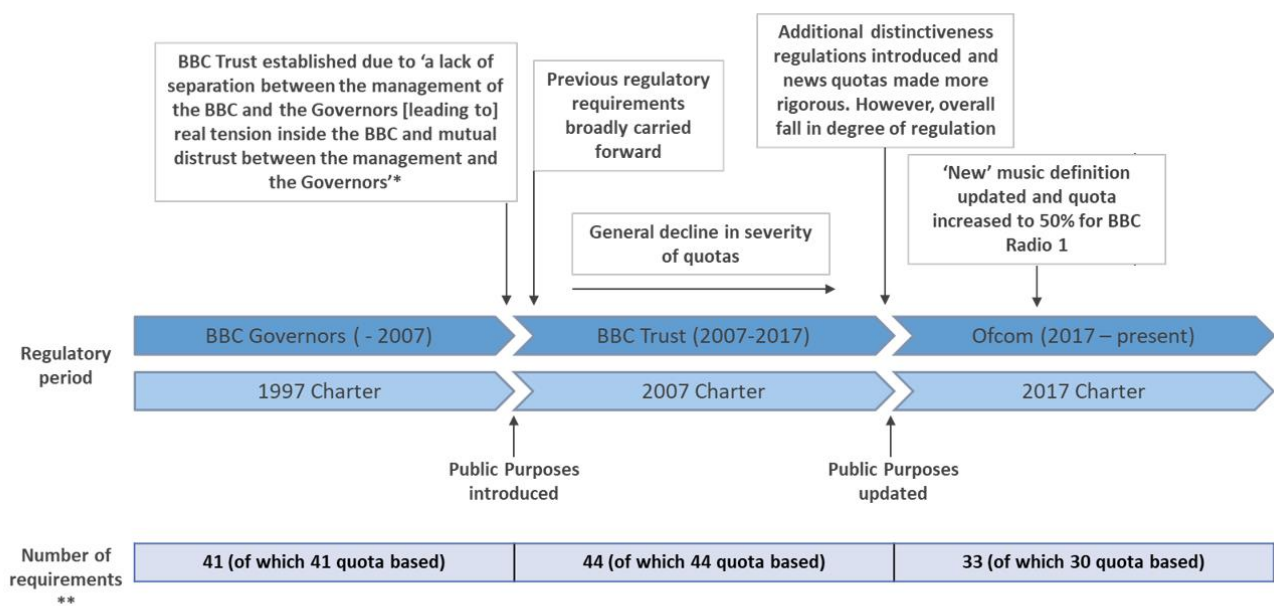 BBC Trust established due to ‘a lack of
separation between the management of
the BBC and the Governors [leading to]
real tension inside the BBC and mutual
distrust between the management and
the Governors’*
Previous regulatory
requirements
broadly carried
forward
Additional distinctiveness
regulations introduced and
news quotas made more
rigorous. However, overall
fall in degree of regulation
‘New’ music definition
updated and quota
increased to 50% for BBC
Radio 1
General decline in severity
of quotas
Regulatory
period
BBC Governors ( - 2007)
BBC Trust (2007-2017)
Ofcom (2017 – present)
1997 Charter
2007 Charter
2017 Charter
Public Purposes
introduced
Public Purposes
updated
Number of
requirements
**
41 (of which 41 quota based)
44 (of which 44 quota based)
33 (of which 30 quota based)